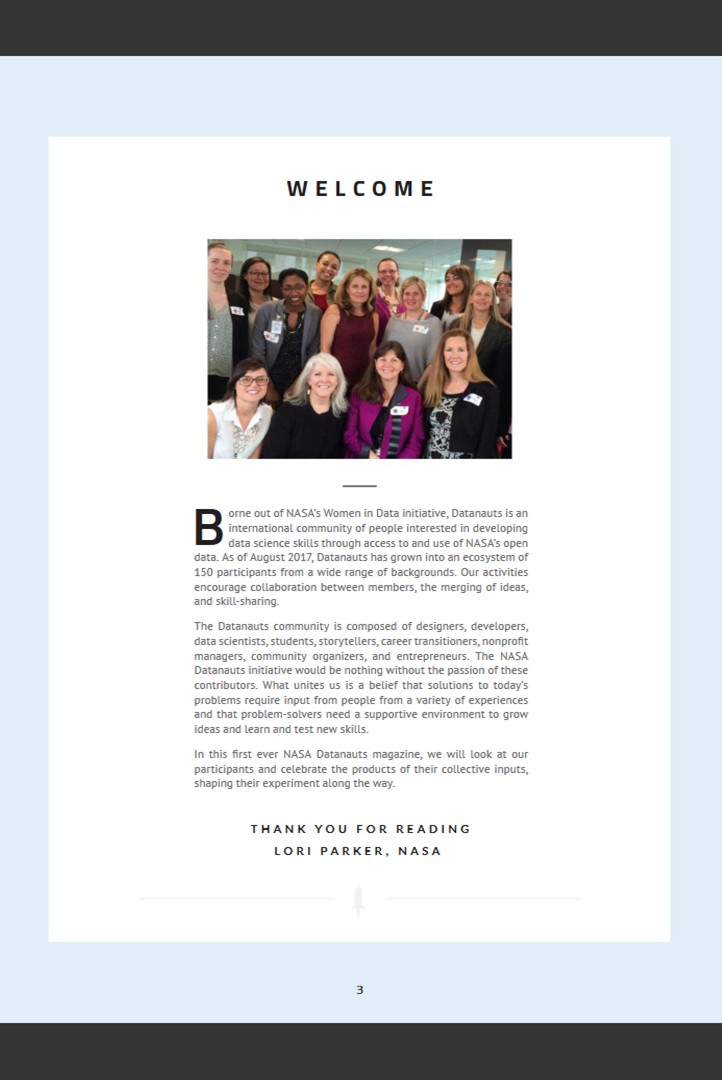 WELCOME
Borne out of NASA's Women in Data initiative, Datanauts is an
international community of people interested in developing
data science skills through access to and use of NASA's open
data. As of August 2017, Datanauts has grown into an ecosystem of
150 participants from a wide range of backgrounds. Our activities
encourage collaboration between members, the merging of ideas,
and skill-sharing.
The Datanauts community is composed of designers, developers,
data scientists, students, storytellers, career transitioners, nonprofit
managers, community organizers, and entrepreneurs. The NASA
Datanauts initiative would be nothing without the passion of these
contributors. What unites us is a belief that solutions to today's
problems require input from people from a variety of experiences
and that problem-solvers need a supportive environment to grow
ideas and learn and test new skills.
In this first ever NASA Datanauts magazine, we will look at our
participants and celebrate the products of their collective inputs,
shaping their experiment along the way.
THANK YOU FOR READING
LORI PARKER, NASA
3